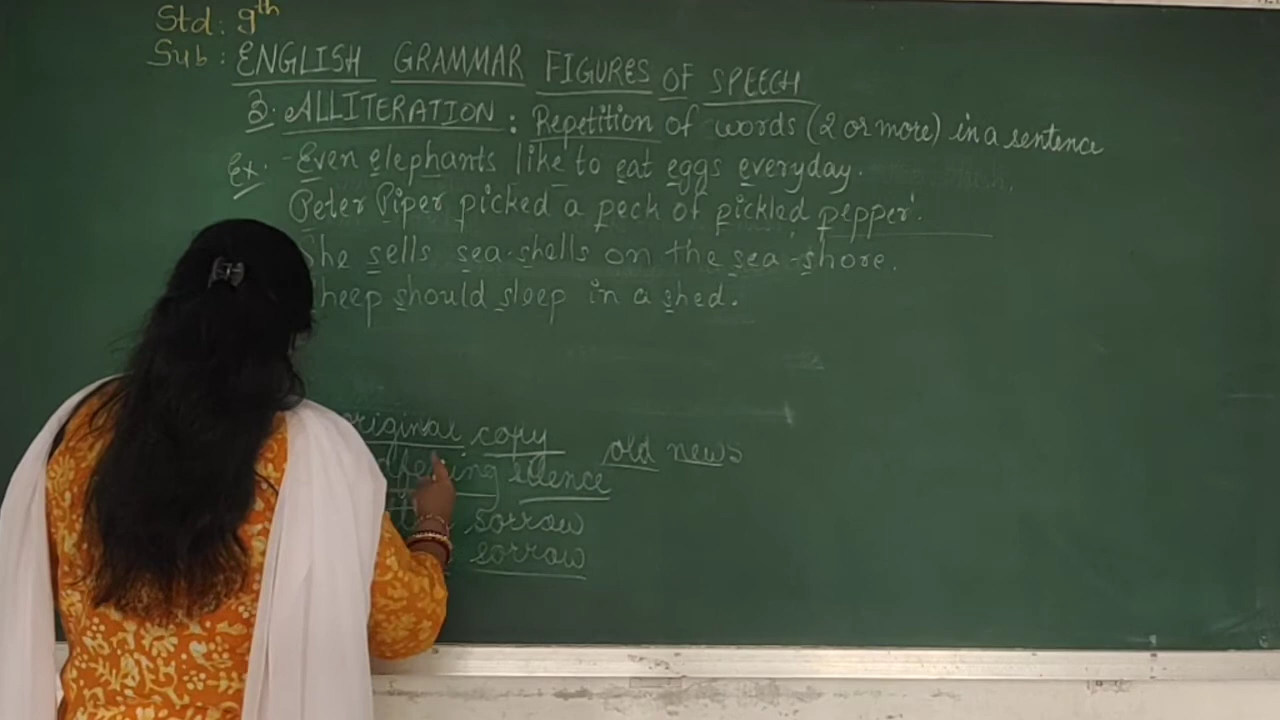 Std: 9th
Sub: ENGLISH GRAMMAR FIGURES OF SPEECH
3. ALLITERATION: Repetition of words (2 or more) in a sentence
Ex. - Even elephants like to eat eggs everyday.
Peter Piper picked a peck of pickled pepper'.
She sells sea-shells on the sea-shore.
heep should sleep in a shed.
original copy old news
silence
sorrow
sorrow